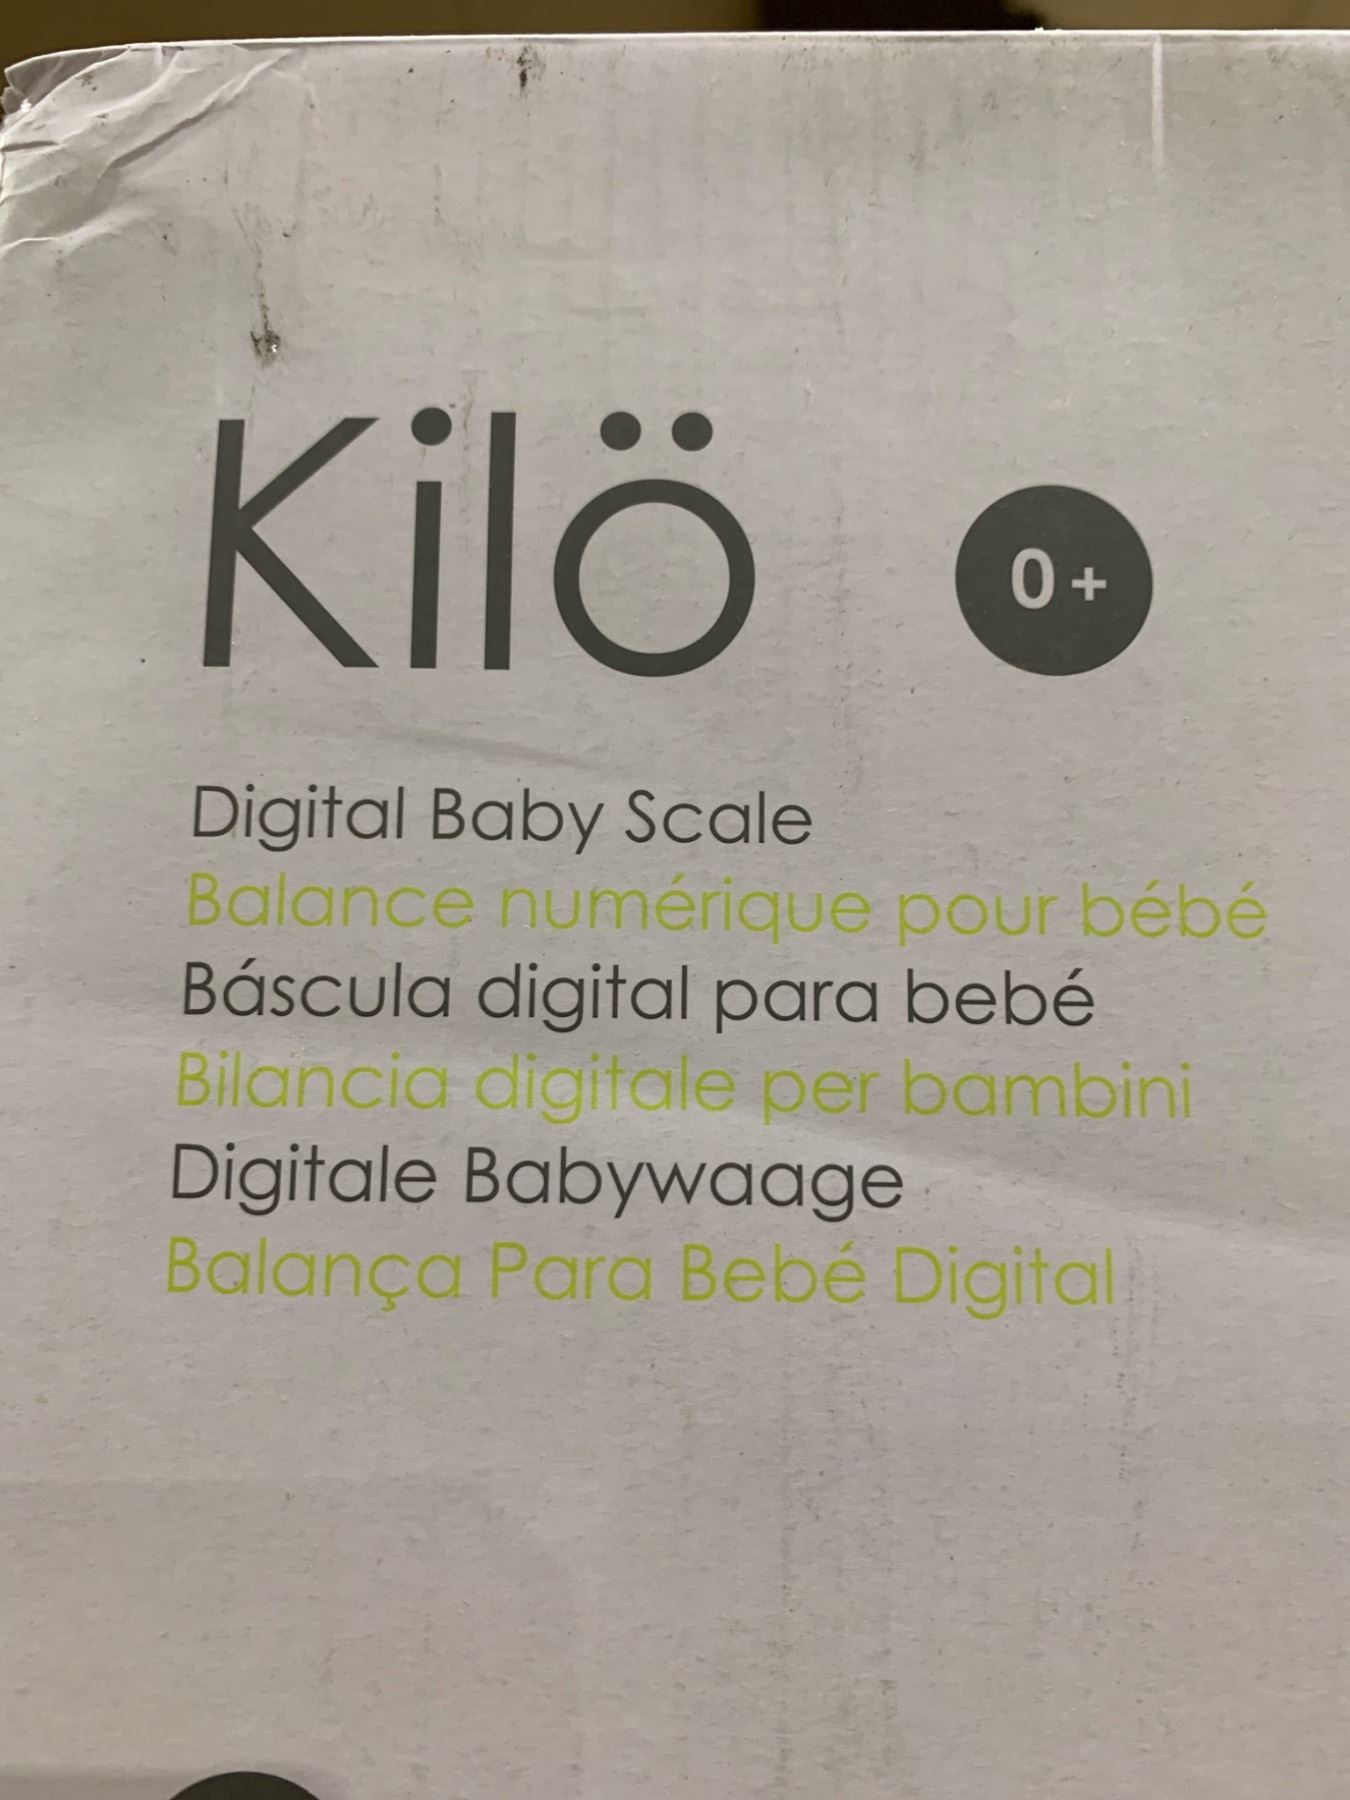 Kilö
0+
Digital Baby Scale
Balance numérique pour bébé
Báscula digital para bebé
Bilancia digitale per bambini
Digitale Babywaage
Balança Para Bebé Digital